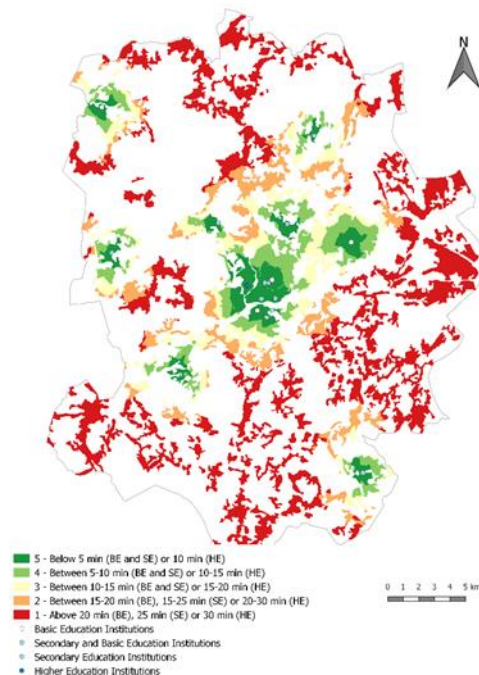 N
5 - Below 5 min (BE and SE) or 10 min (HE)
4 - Between 5-10 min (BE and SE) or 10-15 min (HE)
3 - Between 10-15 min (BE and SE) or 15-20 min (HE)
2 - Between 15-20 min (BE), 15-25 min (SE) or 20-30 min (HE)
1 - Above 20 min (BE), 25 min (SE) or 30 min (HE)
0 1 2 3 4 5 km
Basic Education Institutions
Secondary and Basic Education Institutions
Secondary Education Institutions
Higher Education Institutions